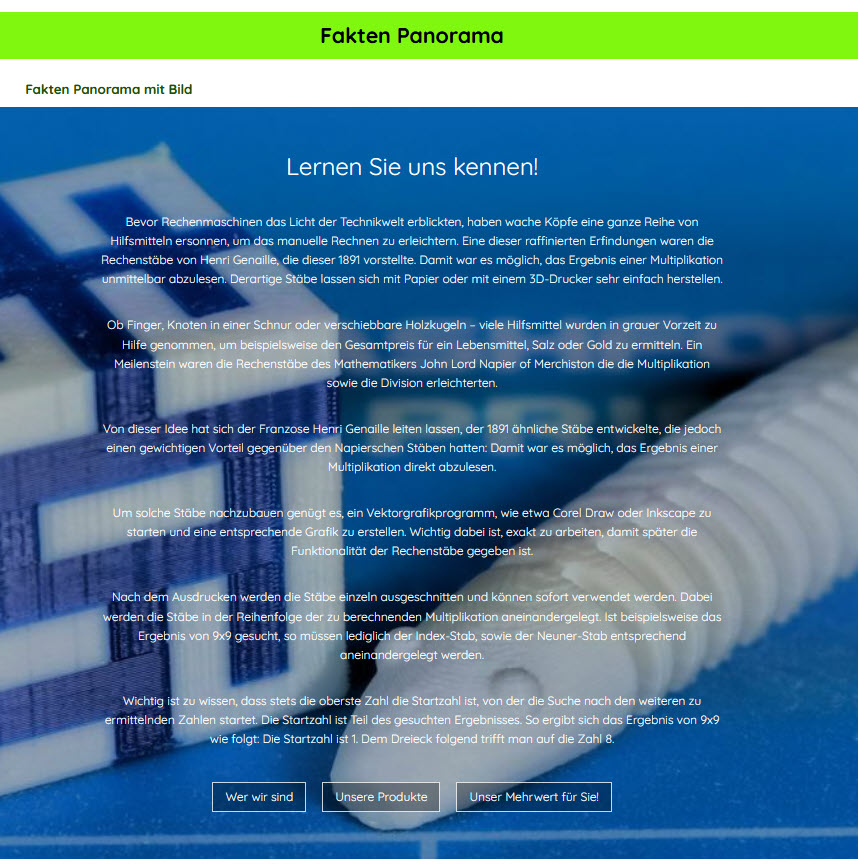 Fakten Panorama
Fakten Panorama mit Bild
Lernen Sie uns kennen!
Bevor Rechenmaschinen das Licht der Technikwelt erblickten, haben wache Köpfe eine ganze Reihe von
Hilfsmitteln ersonnen, um das manuelle Rechnen zu erleichtern. Eine dieser raffinierten Erfindungen waren die
Rechenstäbe von Henri Genaille, die dieser 1891 vorstellte. Damit war es möglich, das Ergebnis einer Multiplikation
unmittelbar abzulesen. Derartige Stäbe lassen sich mit Papier oder mit einem 3D-Drucker sehr einfach herstellen.
Ob Finger, Knoten in einer Schnur oder verschiebbare Holzkugeln – viele Hilfsmittel wurden in grauer Vorzeit zu
Hilfe genommen, um beispielsweise den Gesamtpreis für ein Lebensmittel, Salz oder Gold zu ermitteln. Ein
Meilenstein waren die Rechenstäbe des Mathematikers John Lord Napier of Merchiston die die Multiplikation
sowie die Division erleichterten.
Von dieser Idee hat sich der Franzose Henri Genaille leiten lassen, der 1891 ähnliche Stäbe entwickelte, die jedoch
einen gewichtigen Vorteil gegenüber den Napierschen Stäben hatten: Damit war es möglich, das Ergebnis einer
Multiplikation direkt abzulesen.
Um solche Stäbe nachzubauen genügt es, ein Vektorgrafikprogramm, wie etwa Corel Draw oder Inkscape zu
starten und eine entsprechende Grafik zu erstellen. Wichtig dabei ist, exakt zu arbeiten, damit später die
Funktionalität der Rechenstäbe gegeben ist.
Nach dem Ausdrucken werden die Stäbe einzeln ausgeschnitten und können sofort verwendet werden. Dabei
werden die Stäbe in der Reihenfolge der zu berechnenden Multiplikation aneinandergelegt. Ist beispielsweise das
Ergebnis von 9x9 gesucht, so müssen lediglich der Index-Stab, sowie der Neuner-Stab entsprechend
aneinandergelegt werden.
Wichtig ist zu wissen, dass stets die oberste Zahl die Startzahl ist, von der die Suche nach den weiteren zu
ermittelnden Zahlen startet. Die Startzahl ist Teil des gesuchten Ergebnisses. So ergibt sich das Ergebnis von 9x9
wie folgt: Die Startzahl ist 1. Dem Dreieck folgend trifft man auf die Zahl 8.
Wer wir sind
Unsere Produkte
Unser Mehrwert für Sie!